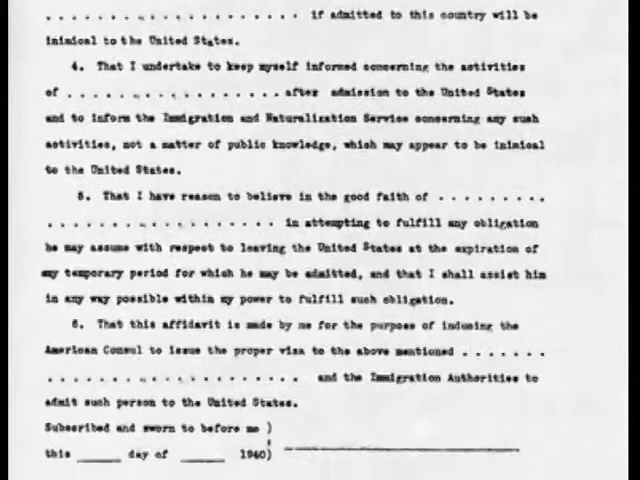 . . . . . . . . . . . . . . . . . . . . if admitted to this country will be
inimical to the United States.
4. That I undertake to keep myself informed concerning the activities
of . . . . . . . . . . . . . . . . . after admission to the United States
and to inform the Immigration and Naturalization Service concerning any such
activities, not a matter of public knowledge, which may appear to be inimical
to the United States.
5. That I have reason to believe in the good faith of . . . . . . . . .
. . . . . . . . . . . . . . . . . . in attempting to fulfill any obligation
he may assume with respect to leaving the United States at the expiration of
any temporary period for which he may be admitted, and that I shall assist him
in any way possible within my power to fulfill such obligation.
6. That this affidavit is made by me for the purpose of inducing the
American Consul to issue the proper visa to the above mentioned . . . . . . .
. . . . . . . . . . . . . . . . . . . . and the Immigration Authorities to
admit such person to the United States.
Subscribed and sworn to before me )
this _____ day of _____ 1940) ____________________